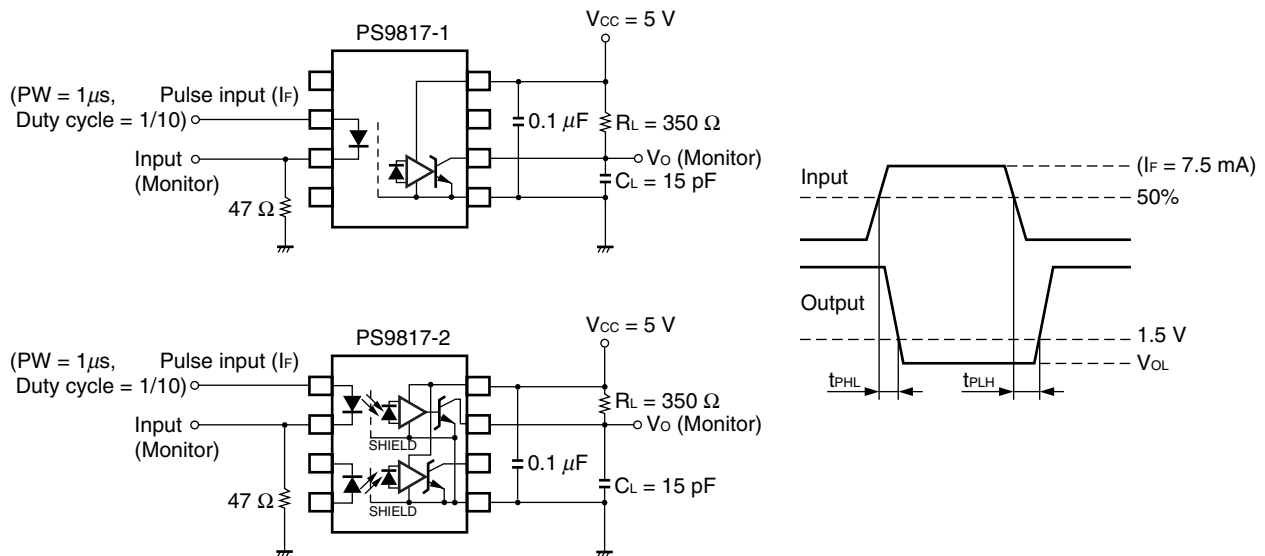 PS9817-1
VCC = 5 V
(PW = 1μs,
Duty cycle = 1/10)
Pulse input (IF)
Input
(Monitor)
47 Ω
0.1 μF
RL = 350 Ω
VO (Monitor)
CL = 15 pF
PS9817-2
VCC = 5 V
(PW = 1μs,
Duty cycle = 1/10)
Pulse input (IF)
Input
(Monitor)
47 Ω
SHIELD
SHIELD
0.1 μF
RL = 350 Ω
VO (Monitor)
CL = 15 pF
Input
(IF = 7.5 mA)
50%
Output
1.5 V
VOL
tPHL
tPLH